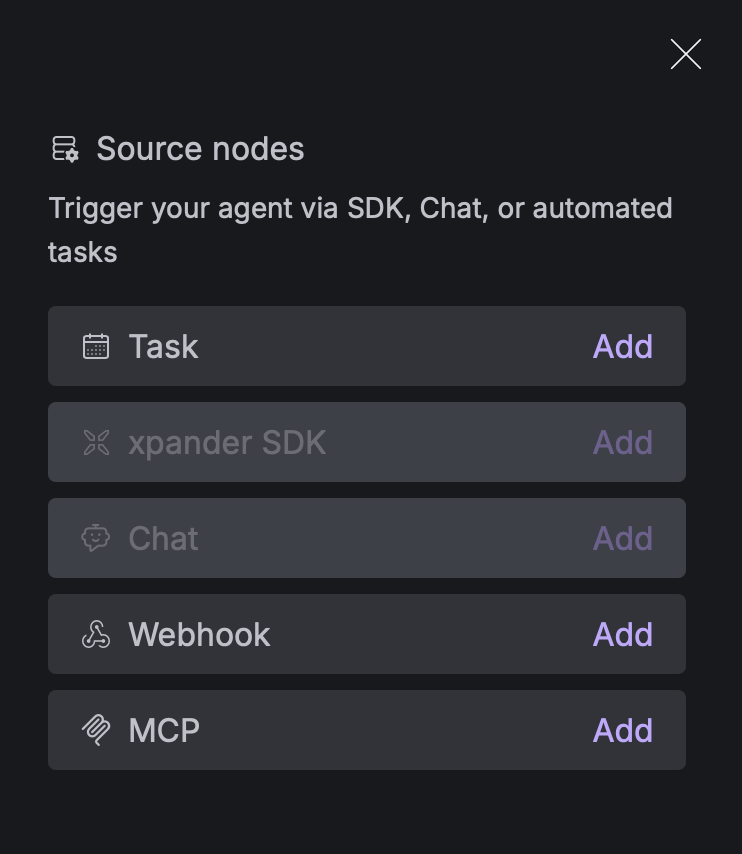 Source nodes
Trigger your agent via SDK, Chat, or automated
tasks
Task Add
xpander SDK Add
Chat Add
Webhook Add
MCP Add